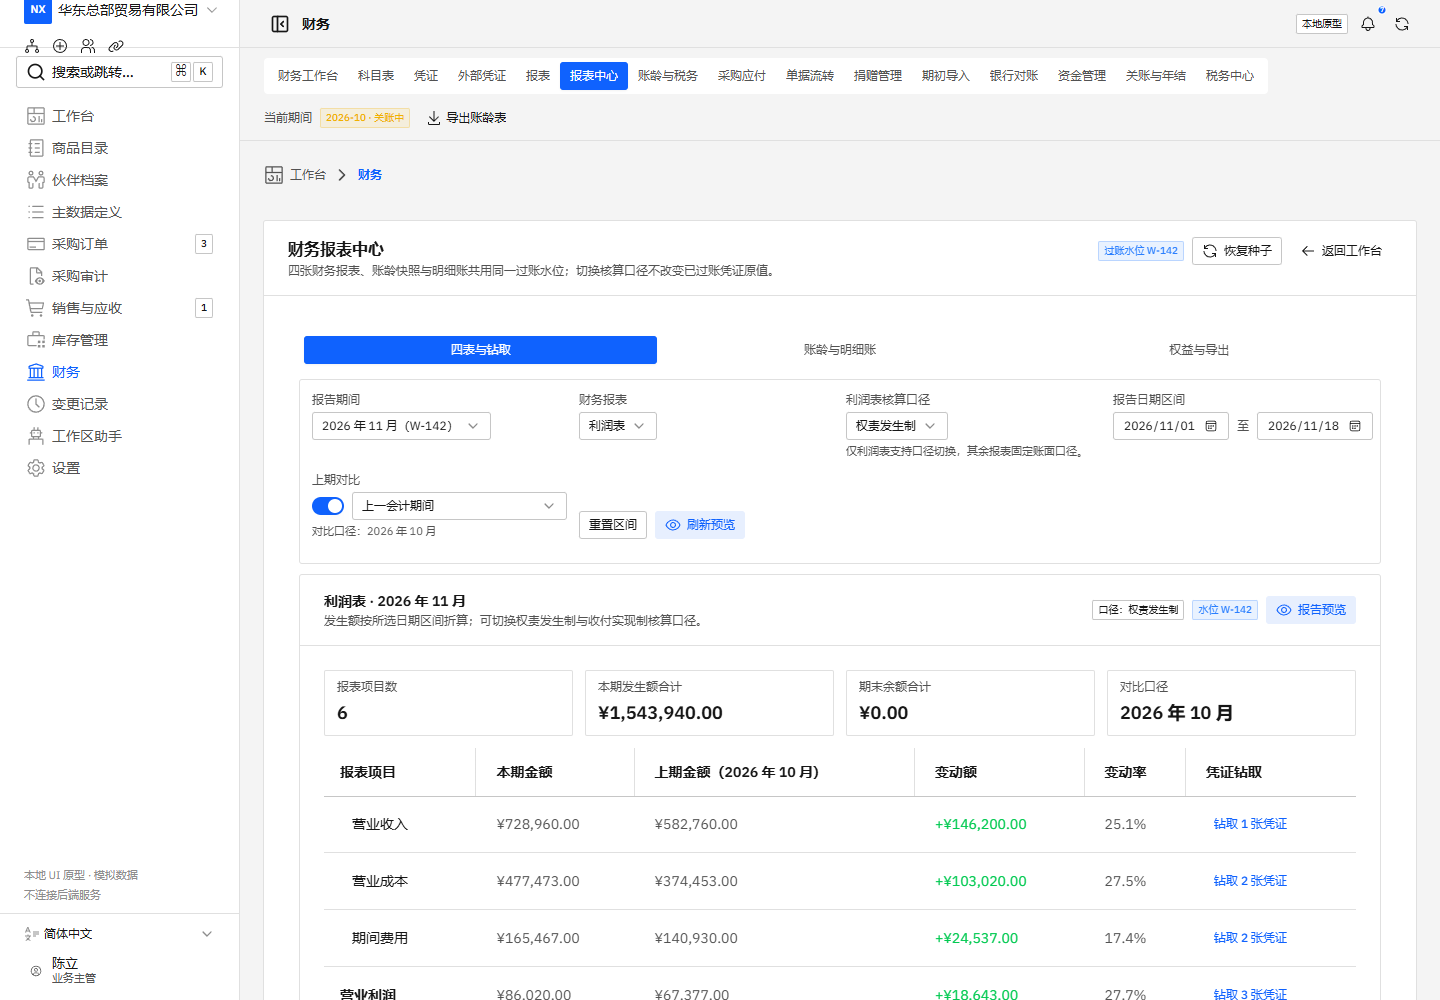 NX 华东总部贸易有限公司
搜索或跳转... ⌘ K
工作台
商品目录
伙伴档案
主数据定义
采购订单 3
采购审计
销售与应收 1
库存管理
财务
变更记录
工作区助手
设置
本地 UI 原型 · 模拟数据
不连接后端服务
简体中文
陈立
业务主管
财务
本地原型
?
财务工作台 科目表 凭证 外部凭证 报表 报表中心 账龄与税务 采购应付 单据流转 捐赠管理 期初导入 银行对账 资金管理 关账与年结 税务中心
当前期间 2026-10 · 关账中 导出账龄表
工作台 财务
财务报表中心
四张财务报表、账龄快照与明细账共用同一过账水位；切换核算口径不改变已过账凭证原值。
过账水位 W-142 恢复种子 返回工作台
四表与钻取 账龄与明细账 权益与导出
报告期间 财务报表 利润表核算口径 报告日期区间
2026 年 11 月（W-142） 利润表 权责发生制 2026/11/01 至 2026/11/18
仅利润表支持口径切换，其余报表固定账面口径。
上期对比
上一会计期间
对比口径：2026 年 10 月
重置区间 刷新预览
利润表 · 2026 年 11 月
发生额按所选日期区间折算；可切换权责发生制与收付实现制核算口径。
口径：权责发生制 水位 W-142 报告预览
报表项目数 本期发生额合计 期末余额合计 对比口径
6 ¥1,543,940.00 ¥0.00 2026 年 10 月
报表项目 本期金额 上期金额（2026 年 10 月） 变动额 变动率 凭证钻取
营业收入 ¥728,960.00 ¥582,760.00 +¥146,200.00 25.1% 钻取 1 张凭证
营业成本 ¥477,473.00 ¥374,453.00 +¥103,020.00 27.5% 钻取 2 张凭证
期间费用 ¥165,467.00 ¥140,930.00 +¥24,537.00 17.4% 钻取 2 张凭证
营业利润 ¥86,020.00 ¥67,377.00 +¥18,643.00 27.7% 钻取 3 张凭证